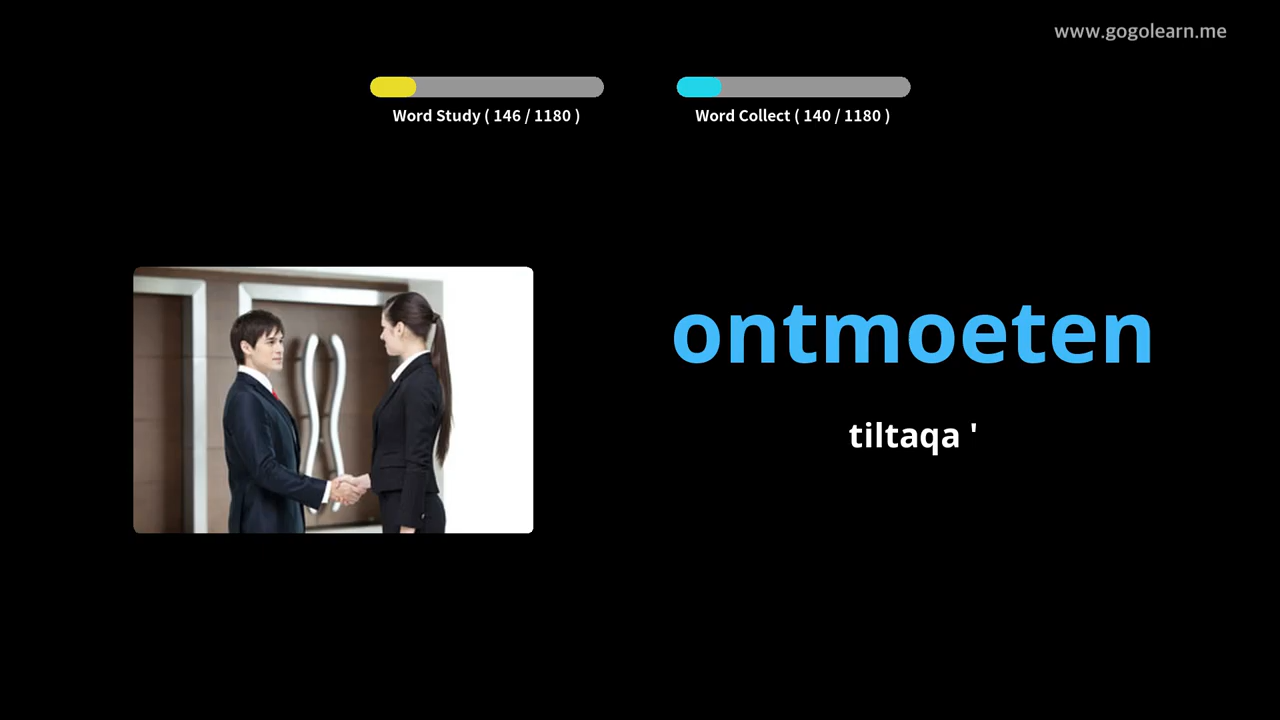 www.gogolearn.me
Word Study ( 146 / 1180 )
Word Collect ( 140 / 1180 )
ontmoeten
tiltaqa '